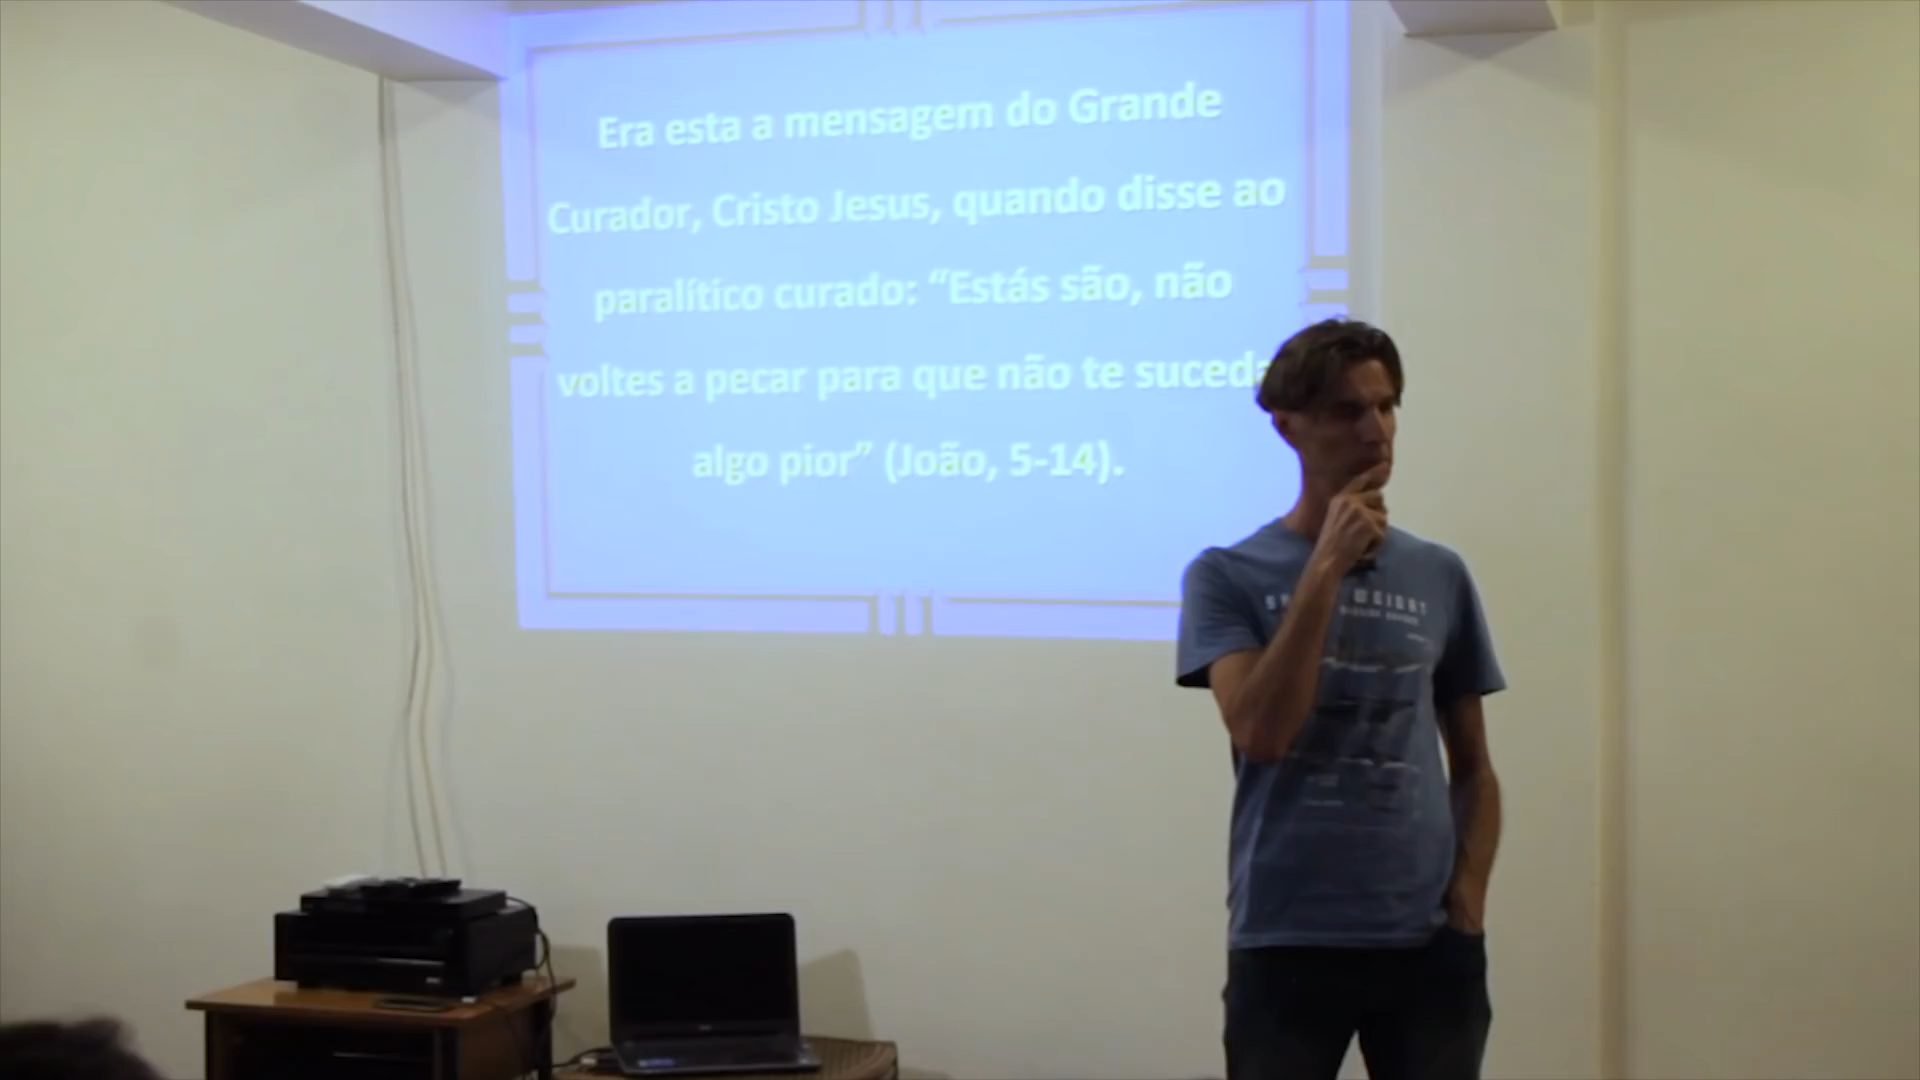 Era esta a mensagem do Grande
Curador, Cristo Jesus, quando disse ao
paralítico curado: “Estás são, não
voltes a pecar para que não te suceda
algo pior” (João, 5-14).